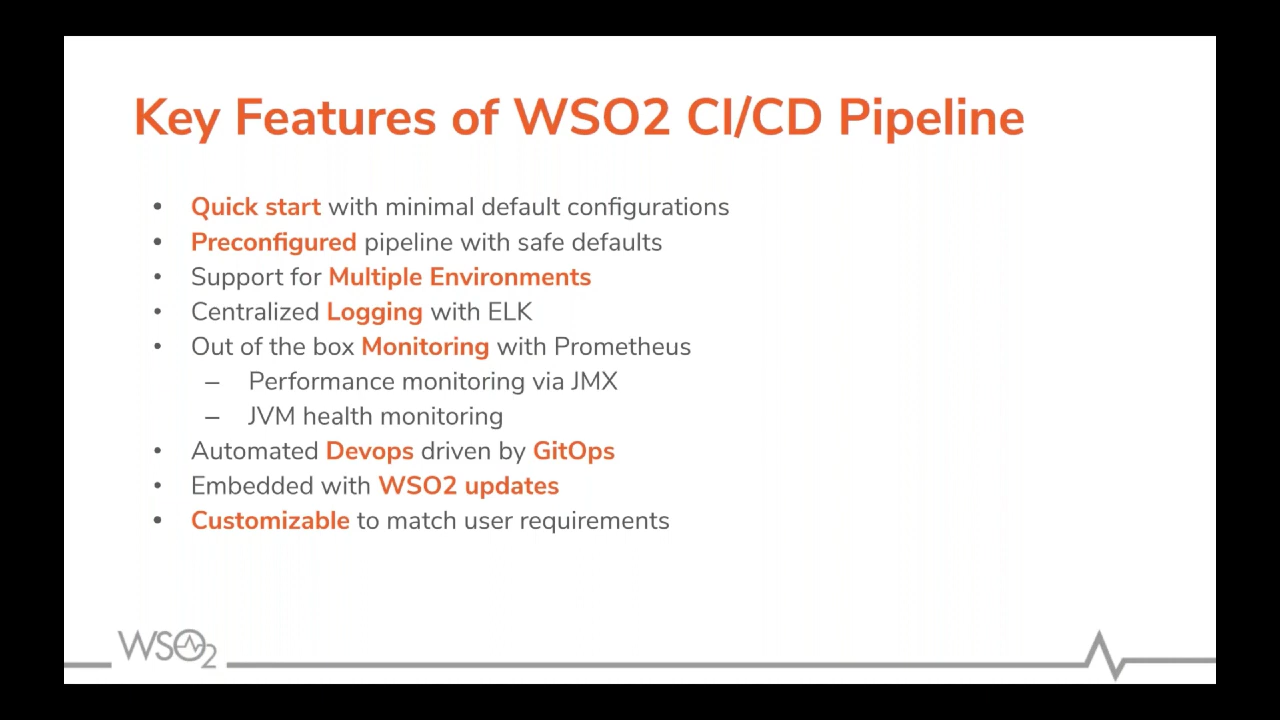 Key Features of WSO2 CI/CD Pipeline
• Quick start with minimal default configurations
• Preconfigured pipeline with safe defaults
• Support for Multiple Environments
• Centralized Logging with ELK
• Out of the box Monitoring with Prometheus
– Performance monitoring via JMX
– JVM health monitoring
• Automated Devops driven by GitOps
• Embedded with WSO2 updates
• Customizable to match user requirements
WSO2